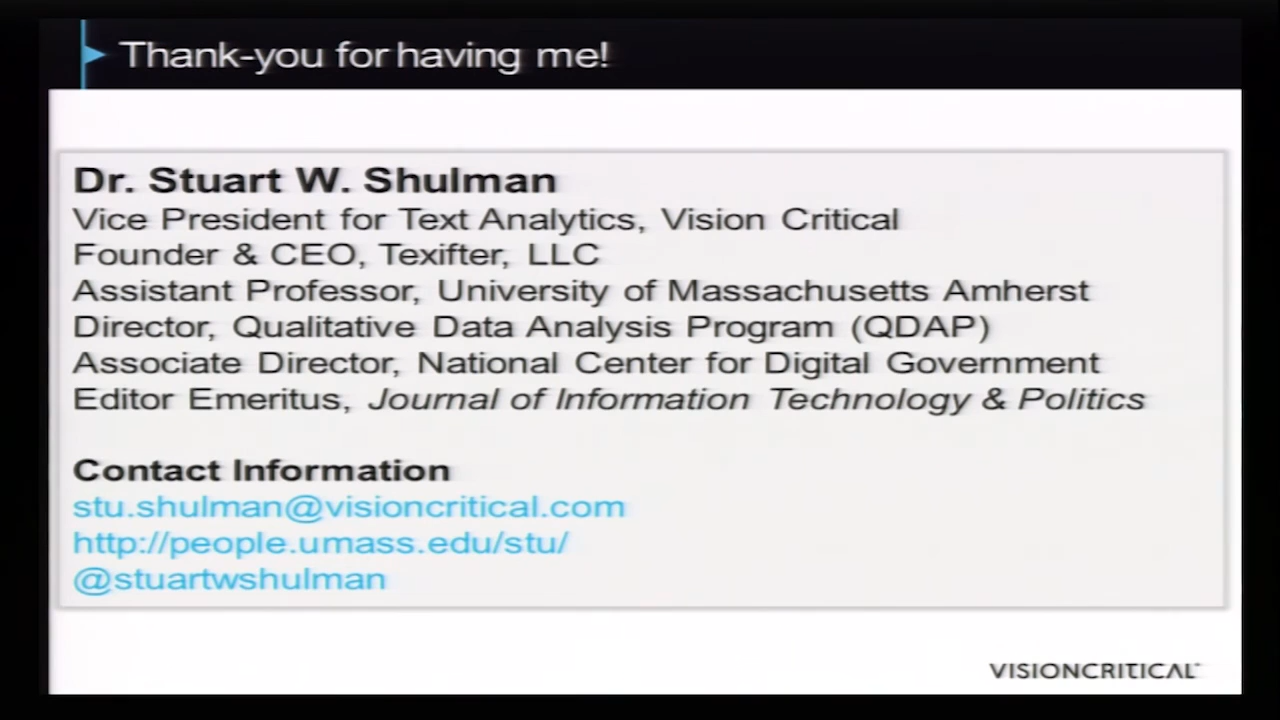 Thank-you for having me!
Dr. Stuart W. Shulman
Vice President for Text Analytics, Vision Critical
Founder & CEO, Texifter, LLC
Assistant Professor, University of Massachusetts Amherst
Director, Qualitative Data Analysis Program (QDAP)
Associate Director, National Center for Digital Government
Editor Emeritus, Journal of Information Technology & Politics
Contact Information
stu.shulman@visioncritical.com
http://people.umass.edu/stu/
@stuartwshulman
VISIONCRITICAL